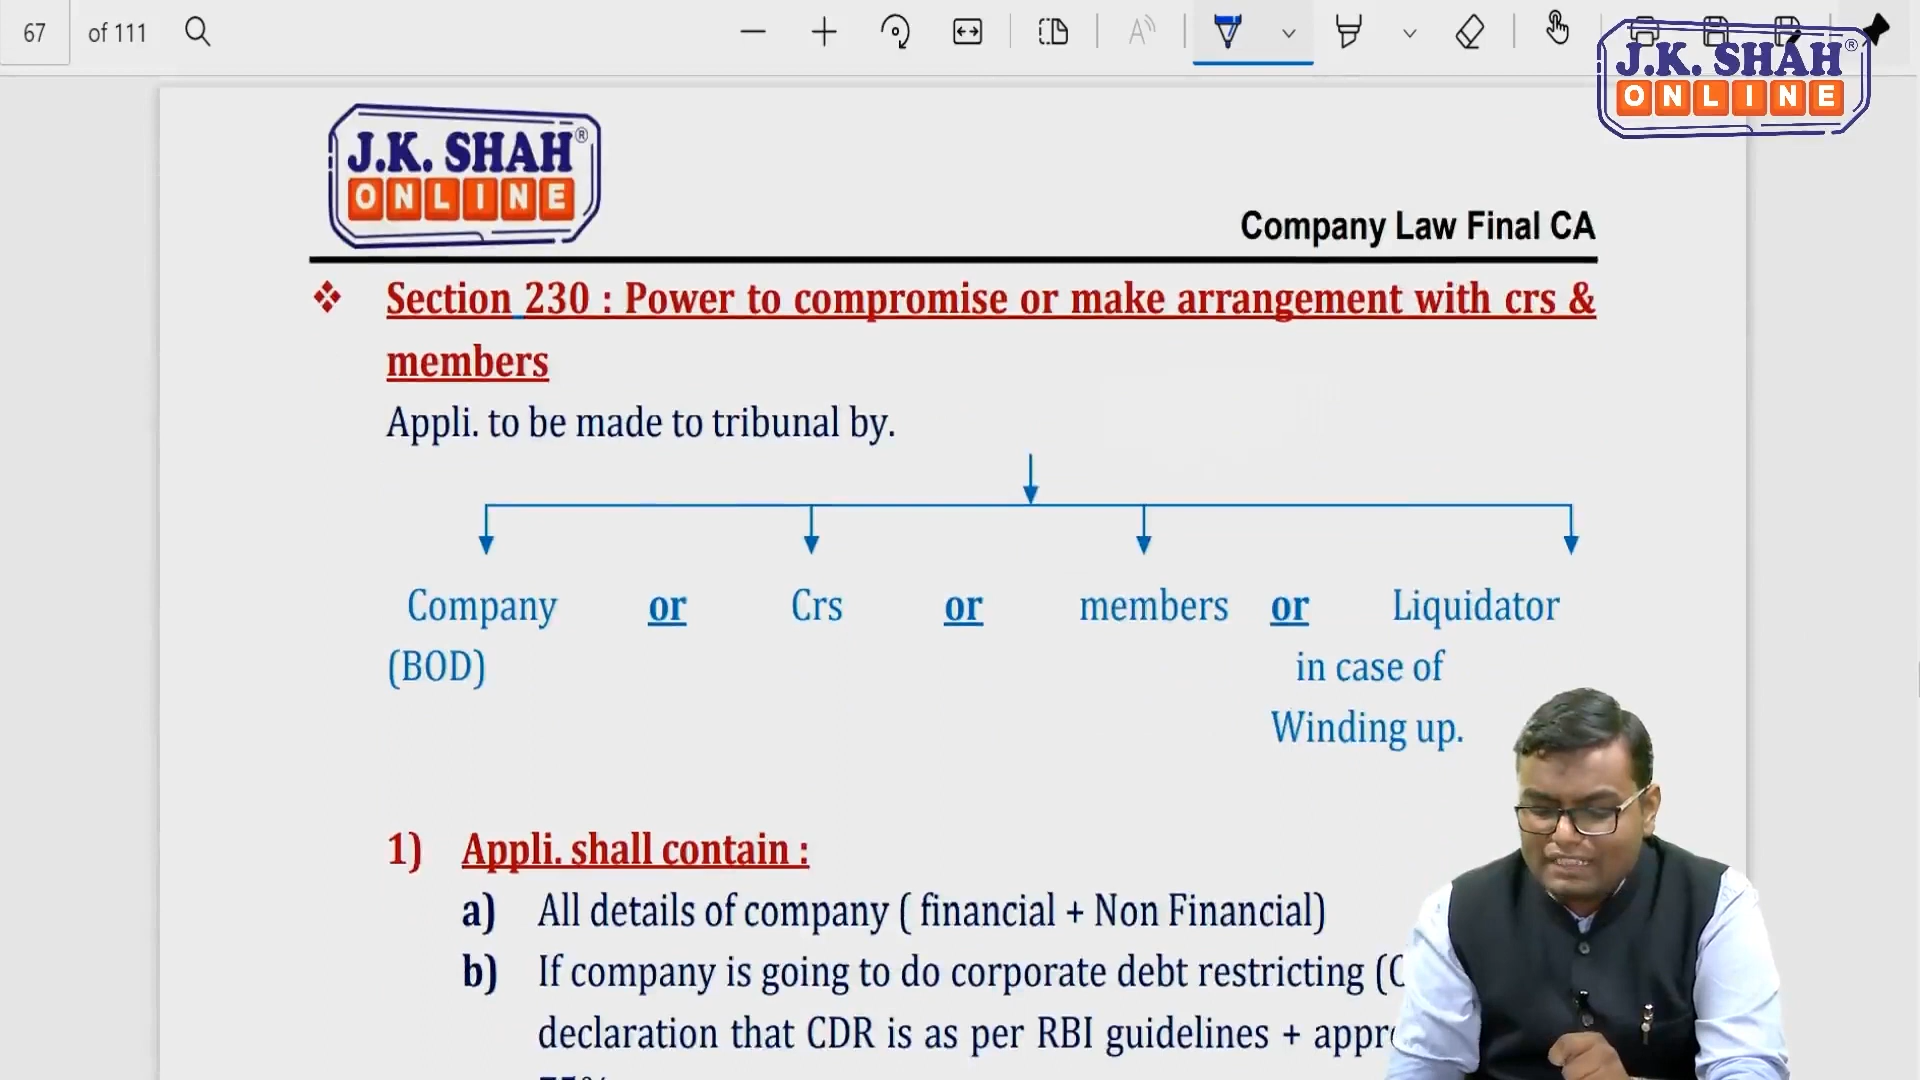 67 of 111
J.K. SHAH®
ONLINE
J.K. SHAH®
ONLINE
Company Law Final CA
❖ Section 230 : Power to compromise or make arrangement with crs &
members
Appli. to be made to tribunal by.
Company or Crs or members or Liquidator
(BOD) in case of
Winding up.
1) Appli. shall contain :
a) All details of company ( financial + Non Financial)
b) If company is going to do corporate debt restricting (
declaration that CDR is as per RBI guidelines +